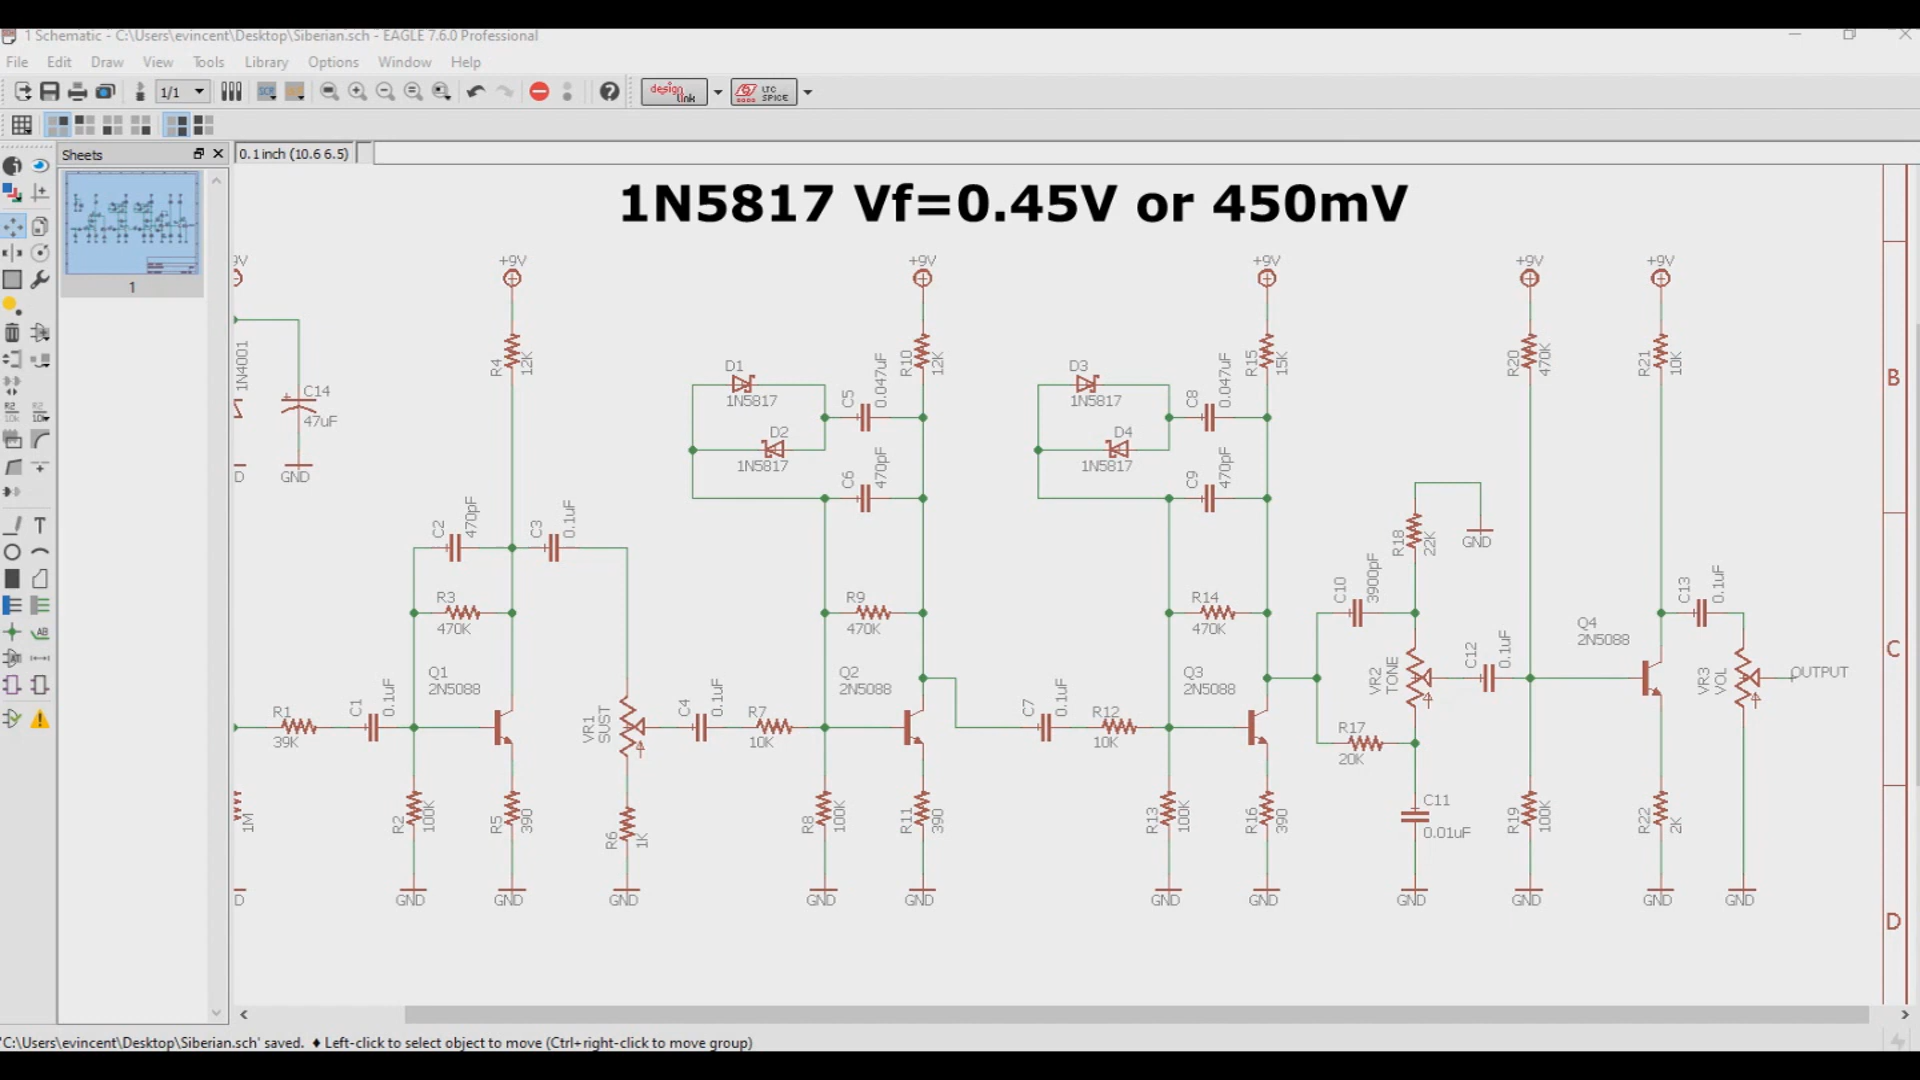 1 Schematic - C:\Users\evincent\Desktop\Siberian.sch - EAGLE 7.6.0 Professional
File Edit Draw View Tools Library Options Window Help
1/1
design link
LTC SPICE
Sheets
0.1 inch (10.6 6.5)
1
1N5817 Vf=0.45V or 450mV
9V
+9V
+9V
+9V
+9V
+9V
1N4001
C14
47uF
D
GND
R4
12K
D1
1N5817
D2
1N5817
C5
0.047uF
C6
470pF
R10
12K
D3
1N5817
D4
1N5817
C8
0.047uF
C9
470pF
R15
15K
R20
470K
R21
10K
B
C2
470pF
C3
0.1uF
R3
470K
R9
470K
R14
470K
C10
3900pF
R18
22K
GND
C13
0.1uF
Q1
2N5088
Q2
2N5088
Q3
2N5088
Q4
2N5088
C
R1
39K
C1
0.1uF
VR1
SUST
C4
0.1uF
R7
10K
C7
0.1uF
R12
10K
VR2
TONE
C12
0.1uF
R17
20K
VR3
VOL
OUTPUT
1M
R2
100K
R5
390
R6
1K
R8
100K
R11
390
R13
100K
R16
390
C11
0.01uF
R19
100K
R22
2K
D
GND
GND
GND
GND
GND
GND
GND
GND
GND
GND
GND
D
'C:\Users\evincent\Desktop\Siberian.sch' saved. ♦ Left-click to select object to move (Ctrl+right-click to move group)